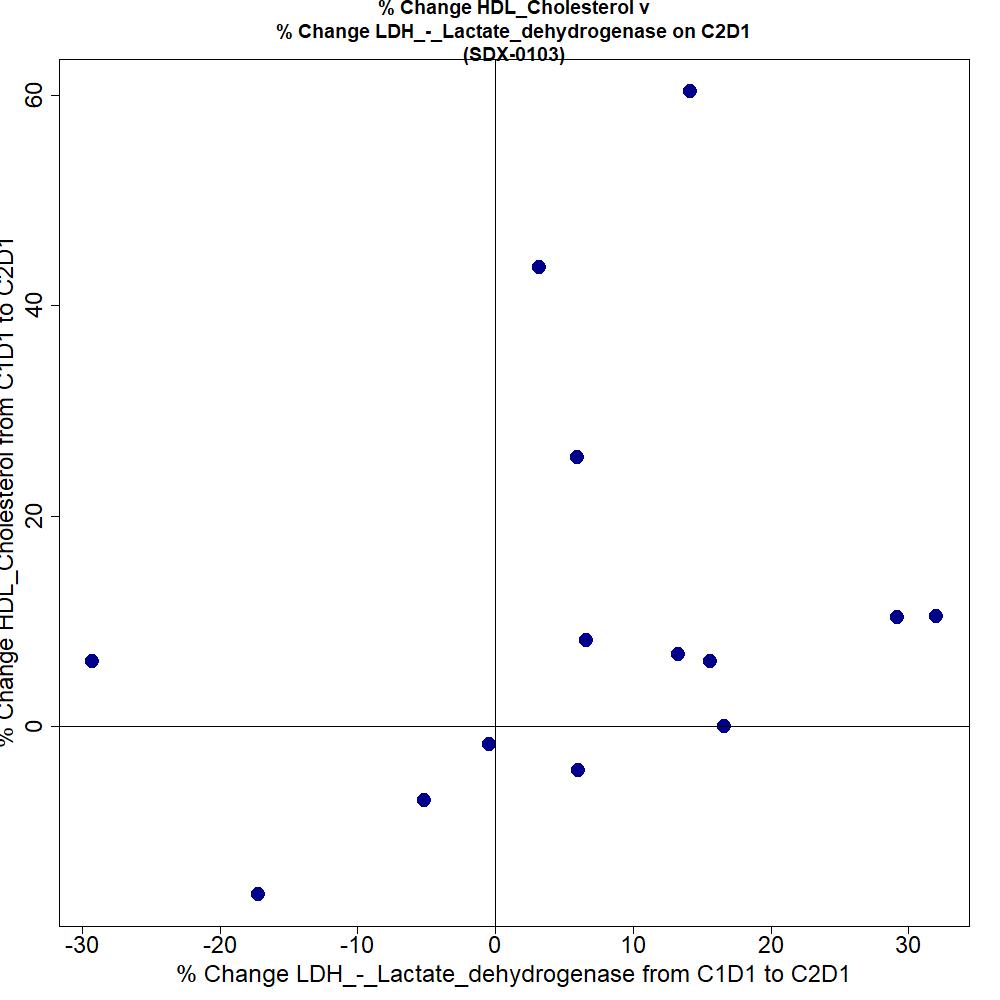 % Change HDL_Cholesterol v
% Change LDH_-_Lactate_dehydrogenase on C2D1
(SDX-0103)
% Change HDL_Cholesterol from C1D1 to C2D1
60
40
20
0
-30
-20
-10
0
10
20
30
% Change LDH_-_Lactate_dehydrogenase from C1D1 to C2D1